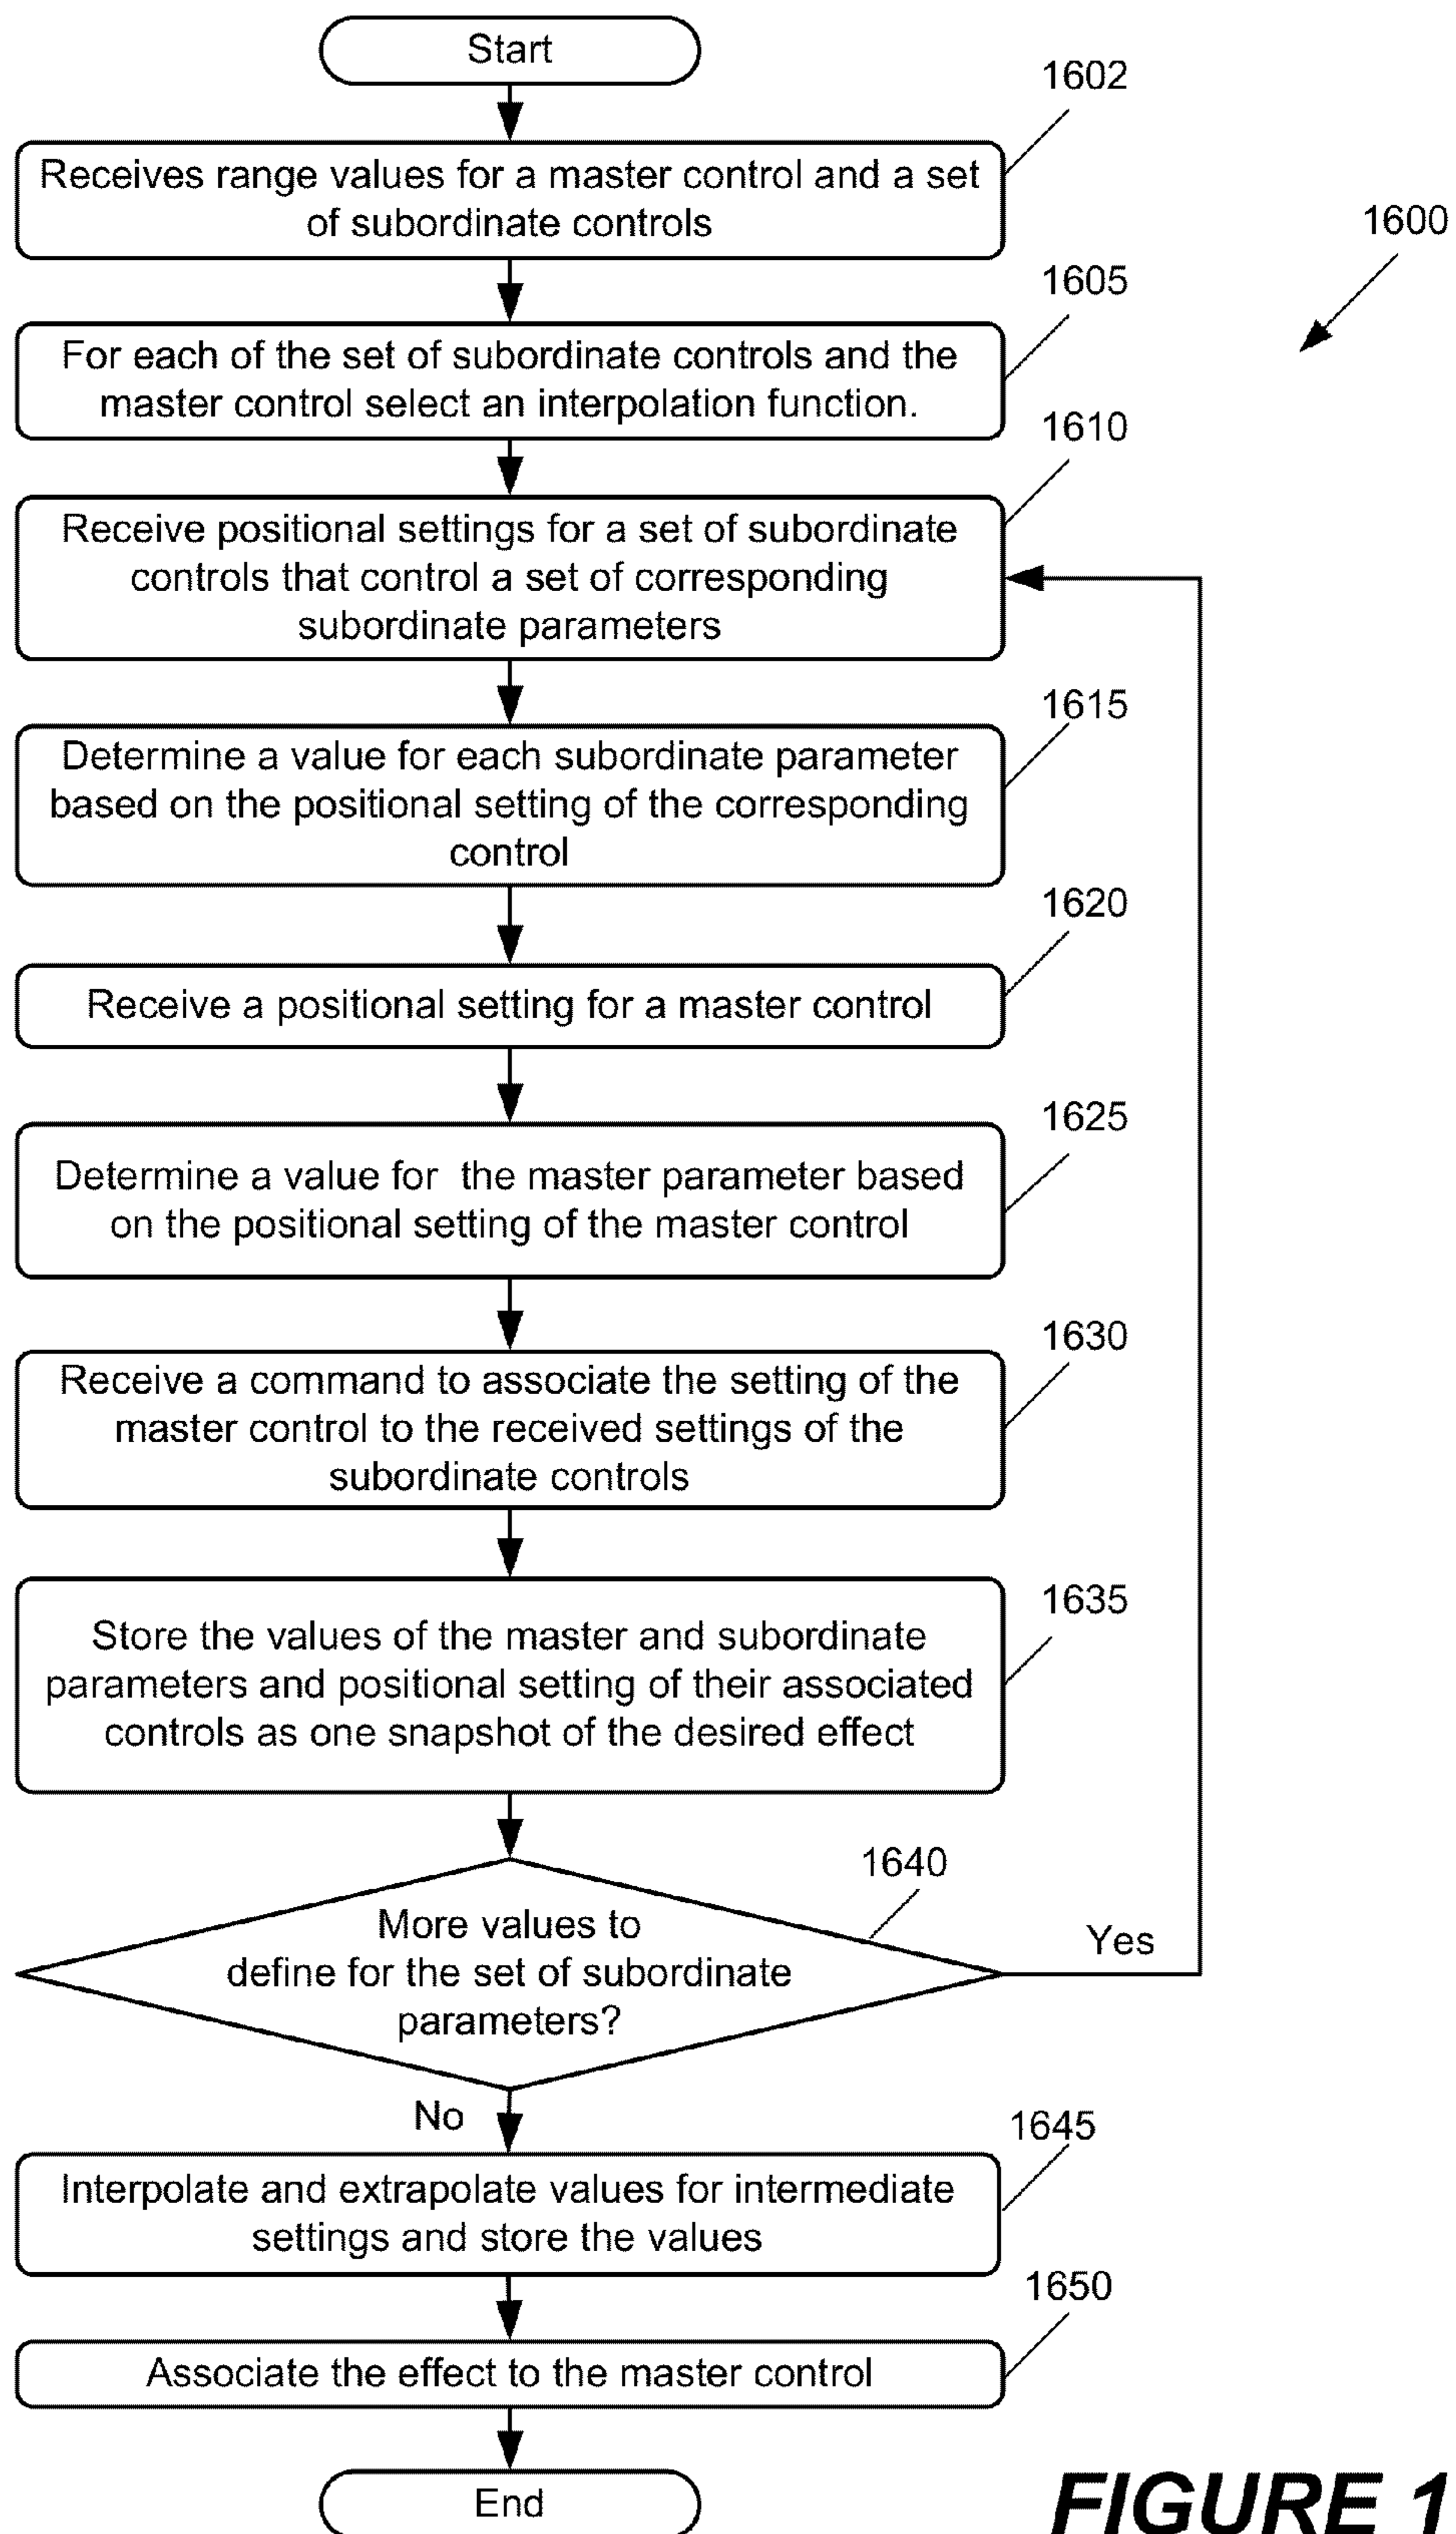 Start
1602
Receives range values for a master control and a set
of subordinate controls
1600
1605
For each of the set of subordinate controls and the
master control select an interpolation function.
1610
Receive positional settings for a set of subordinate
controls that control a set of corresponding
subordinate parameters
1615
Determine a value for each subordinate parameter
based on the positional setting of the corresponding
control
1620
Receive a positional setting for a master control
1625
Determine a value for the master parameter based
on the positional setting of the master control
1630
Receive a command to associate the setting of the
master control to the received settings of the
subordinate controls
1635
Store the values of the master and subordinate
parameters and positional setting of their associated
controls as one snapshot of the desired effect
1640
More values to
define for the set of subordinate
parameters?
Yes
No
1645
Interpolate and extrapolate values for intermediate
settings and store the values
1650
Associate the effect to the master control
End
FIGURE 1